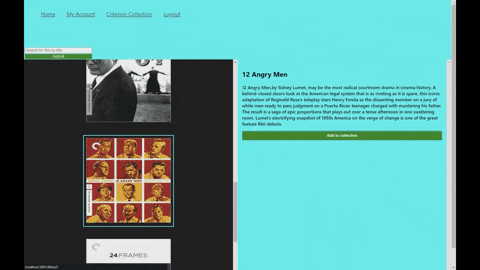 Home My Account Criterion Collection Logout
Search for film by title
Submit
12 Angry Men
12 Angry Men,by Sidney Lumet, may be the most radical courtroom drama in cinema history. A
behind-closed-doors look at the American legal system that is as riveting as it is spare, this iconic
adaptation of Reginald Rose's teleplay stars Henry Fonda as the dissenting member on a jury of
white men ready to pass judgment on a Puerto Rican teenager charged with murdering his father.
The result is a saga of epic proportions that plays out over a tense afternoon in one sweltering
room. Lumet's electrifying snapshot of 1950s America on the verge of change is one of the great
feature film debuts.
Add to collection
12 ANGRY MEN
24 FRAMES